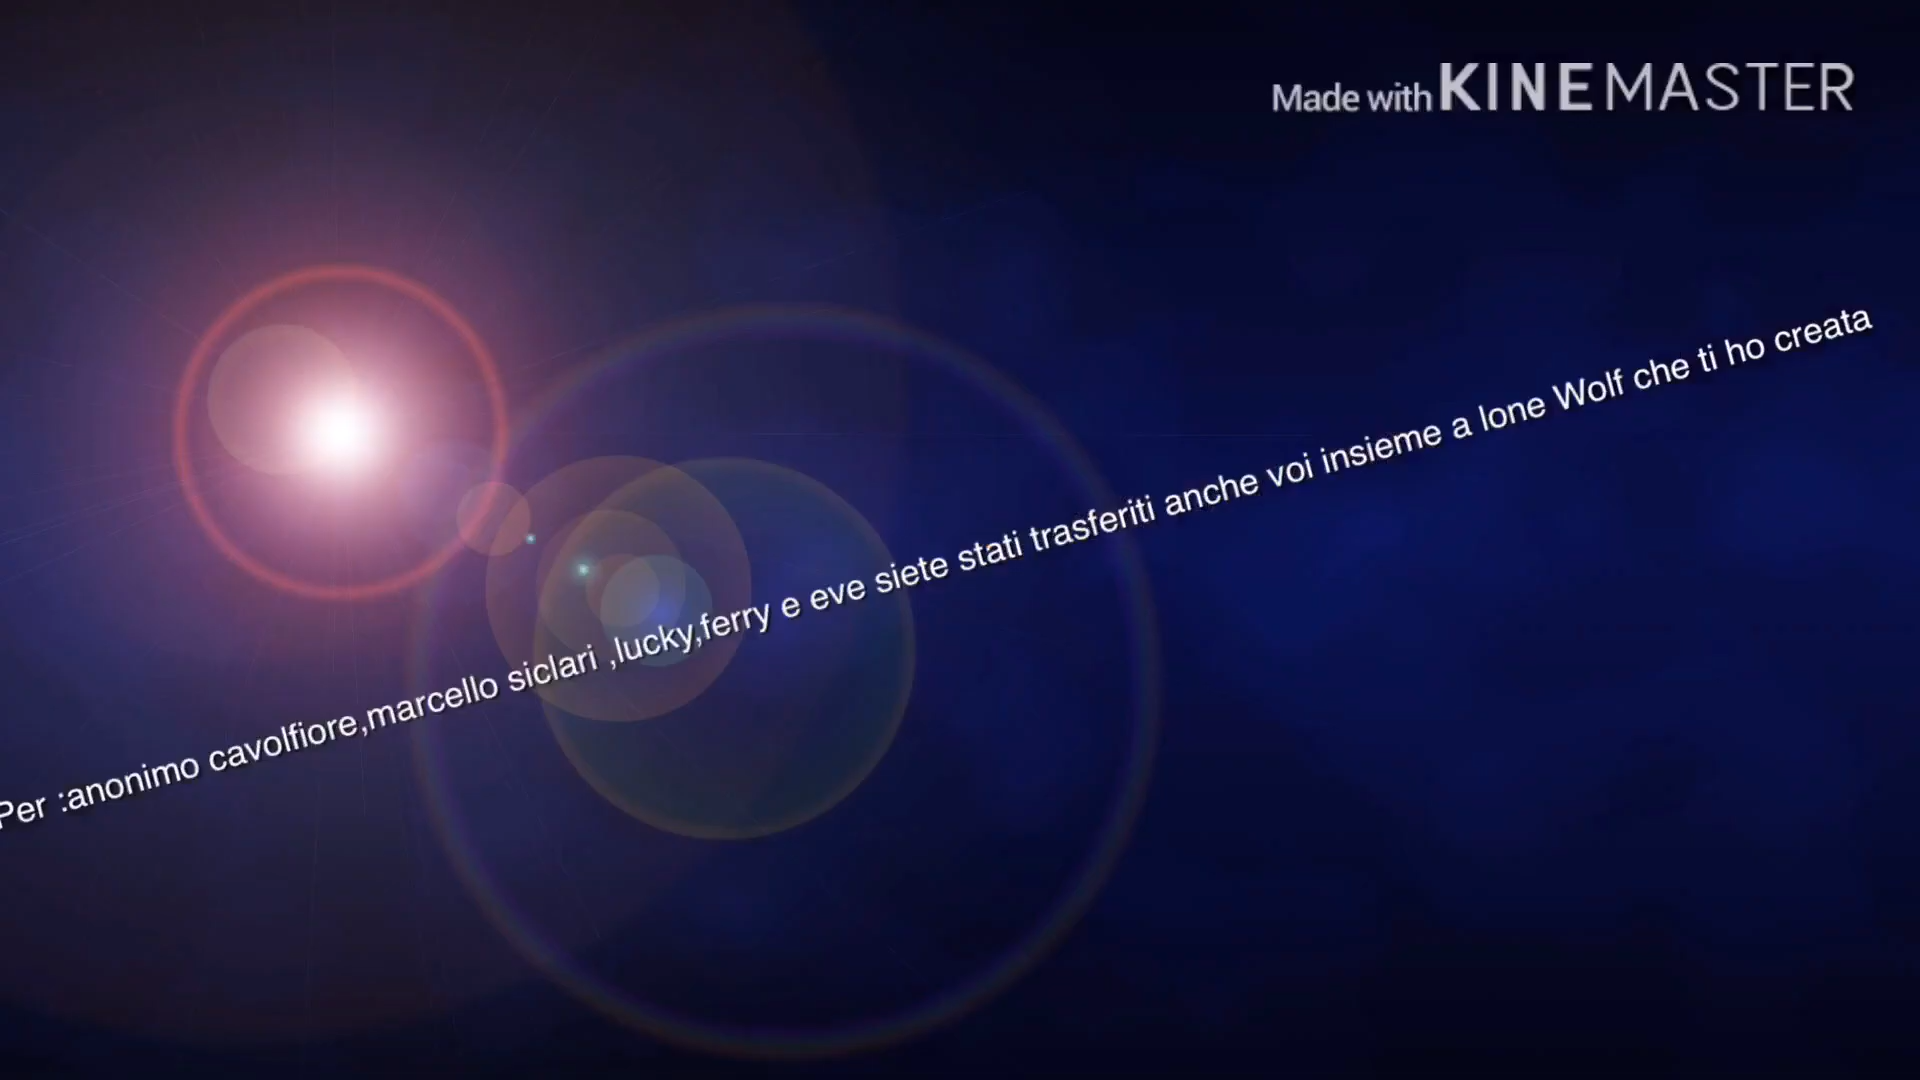 Made with KINEMASTER
Per :anonimo cavolfiore,marcello siclari ,lucky,ferry e eve siete stati trasferiti anche voi insieme a lone Wolf che ti ho creata